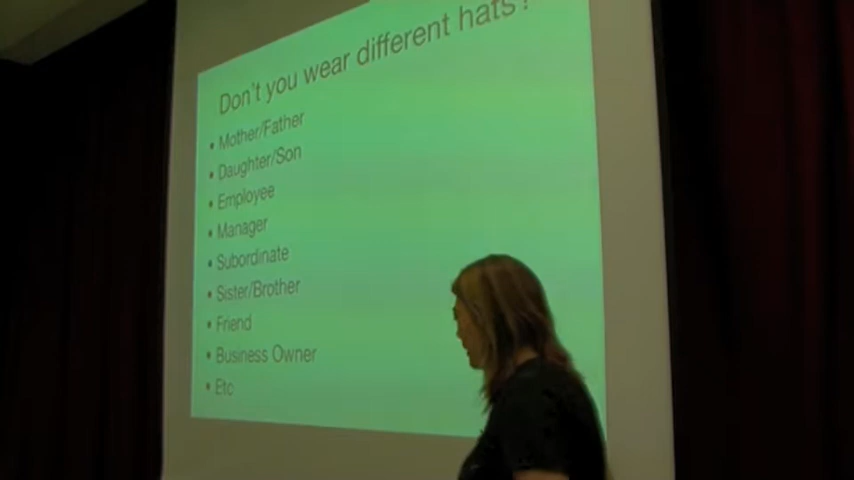 Don't you wear different hats?
• Mother/Father
• Daughter/Son
• Employee
• Manager
• Subordinate
• Sister/Brother
• Friend
• Business Owner
• Etc